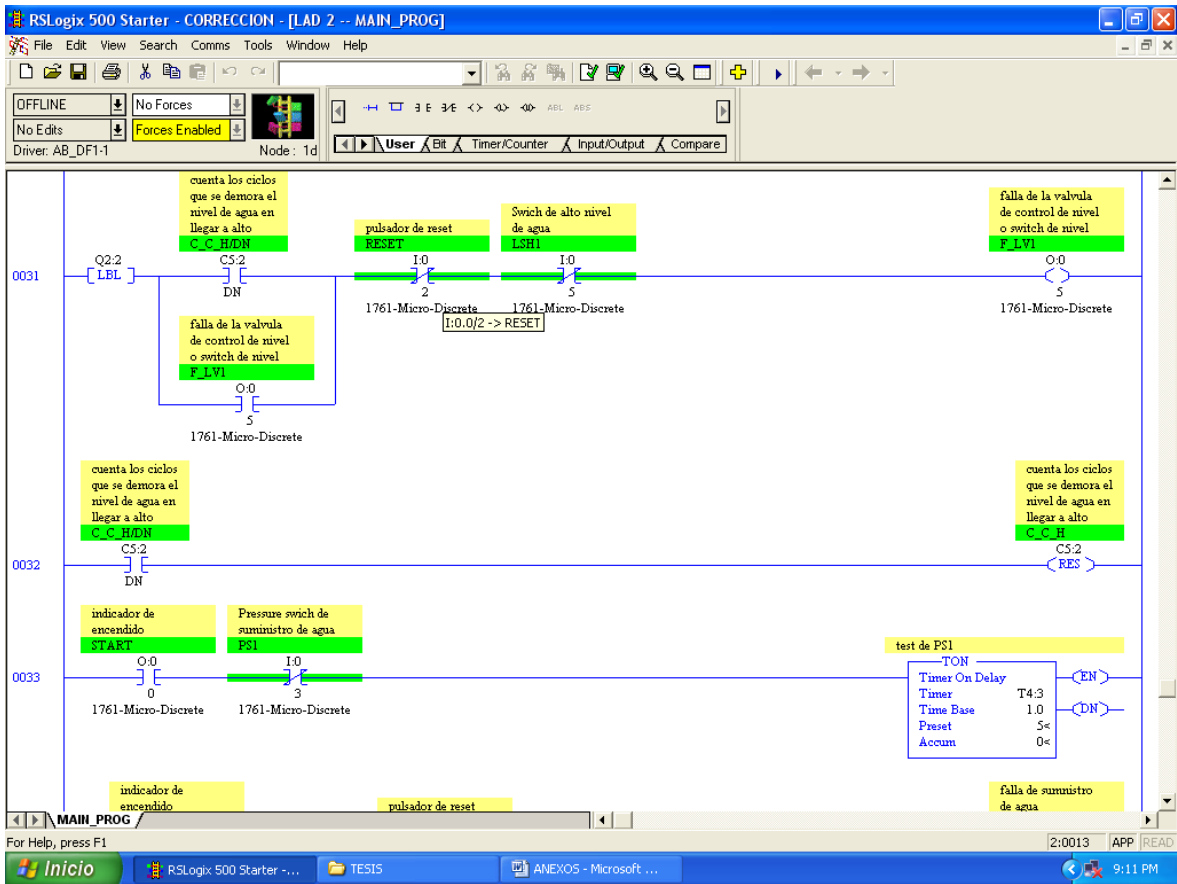 RSLogix 500 Starter - CORRECCION - [LAD 2 -- MAIN_PROG]
File Edit View Search Comms Tools Window Help
OFFLINE No Forces
No Edits Forces Enabled
Driver: AB_DF1-1 Node : 1d
ABL ABS
User Bit Timer/Counter Input/Output Compare
cuenta los ciclos
que se demora el
nivel de agua en
llegar a alto
C_C_H/DN
C5:2
DN
pulsador de reset
RESET
I:0
2
1761-Micro-Discrete
Swich de alto nivel
de agua
LSH1
I:0
5
1761-Micro-Discrete
falla de la valvula
de control de nivel
o switch de nivel
F_LV1
O:0
5
1761-Micro-Discrete
0031
Q2:2
LBL
I:0.0/2 -> RESET
falla de la valvula
de control de nivel
o switch de nivel
F_LV1
O:0
5
1761-Micro-Discrete
cuenta los ciclos
que se demora el
nivel de agua en
llegar a alto
C_C_H/DN
C5:2
DN
0032
cuenta los ciclos
que se demora el
nivel de agua en
llegar a alto
C_C_H
C5:2
RES
indicador de
encendido
START
O:0
0
1761-Micro-Discrete
Pressure swich de
suministro de agua
PS1
I:0
3
1761-Micro-Discrete
0033
test de PS1
TON
Timer On Delay
Timer T4:3
Time Base 1.0
Preset 5<
Accum 0<
EN
DN
indicador de
encendido
pulsador de reset
falla de sumnistro
de agua
MAIN_PROG
For Help, press F1
2:0013 APP READ
Inicio RSLogix 500 Starter -... TESIS ANEXOS - Microsoft ... 9:11 PM